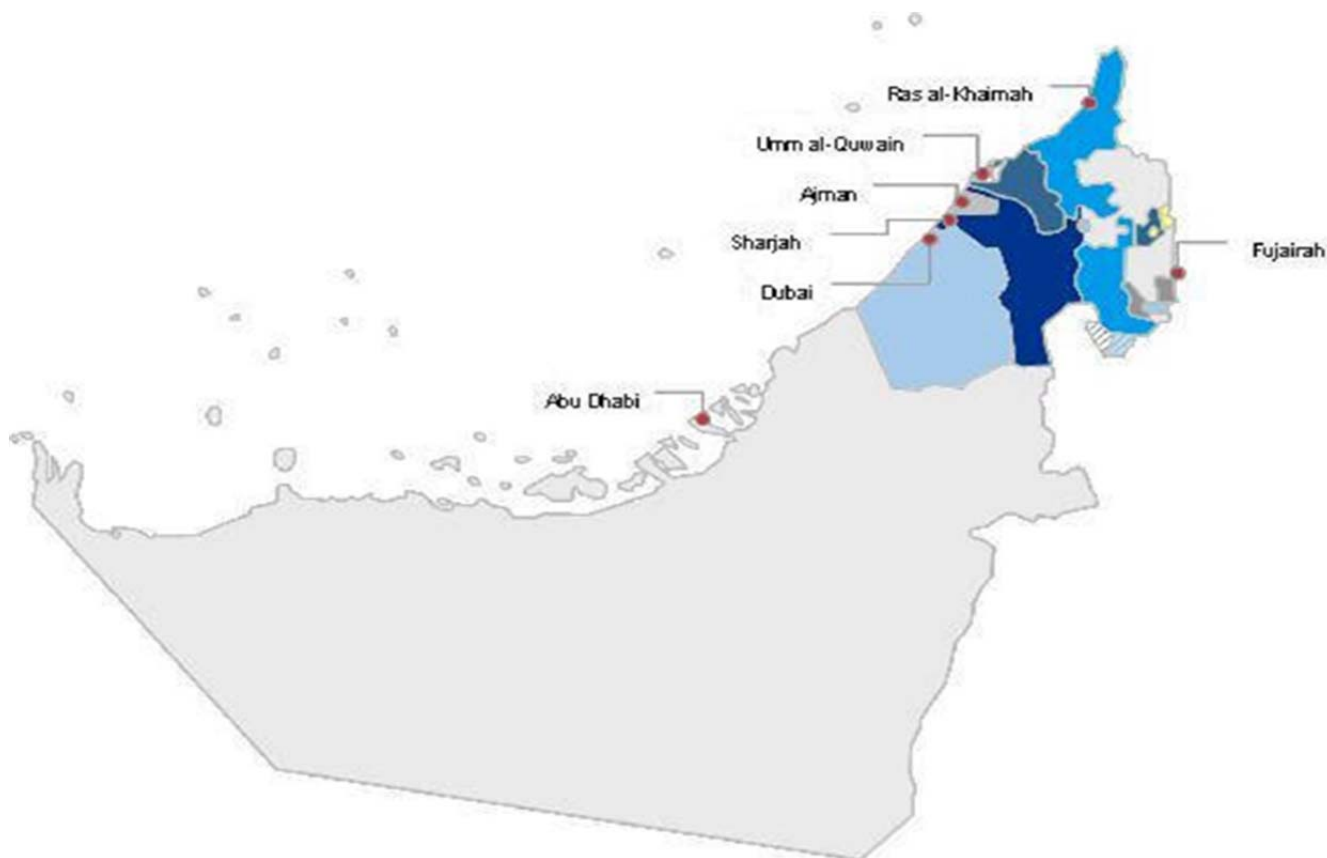 Ras al-Khaimah
Umm al-Quwain
Ajman
Sharjah
Fujairah
Dubai
Abu Dhabi